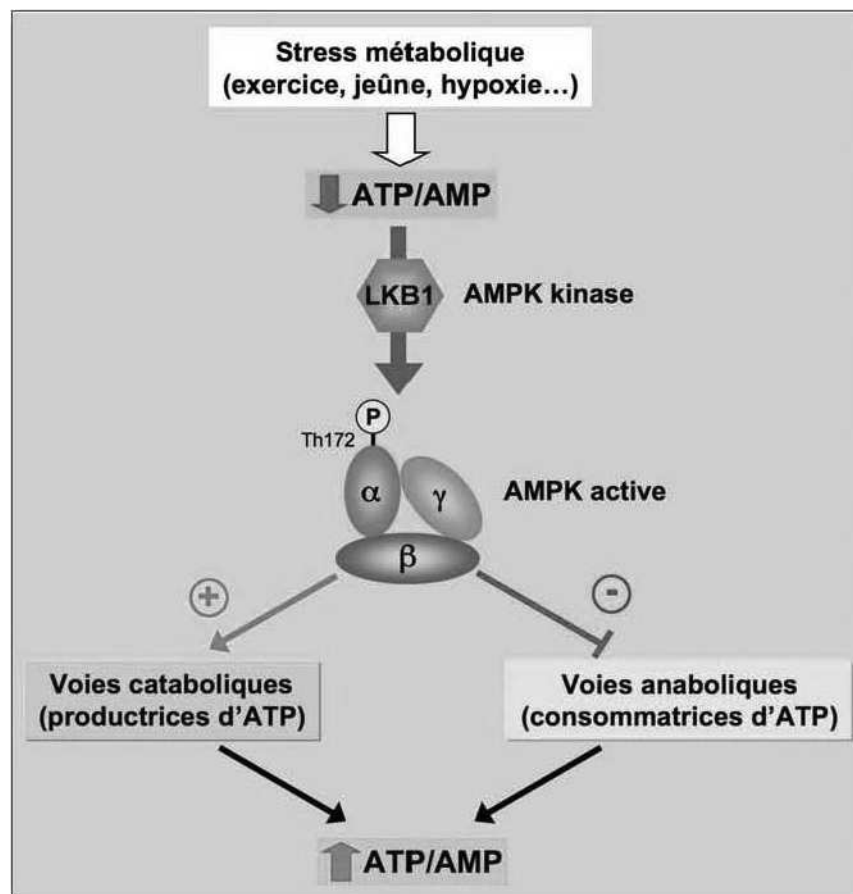 Stress métabolique
(exercice, jeûne, hypoxie…)
ATP/AMP
LKB1
AMPK kinase
P
Th172
α
γ
AMPK active
β
+
-
Voies cataboliques
(productrices d'ATP)
Voies anaboliques
(consommatrices d'ATP)
ATP/AMP